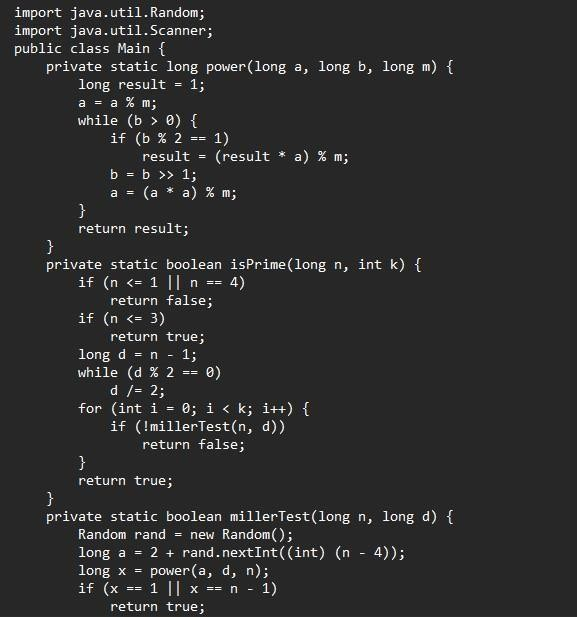 import java.util.Random;
import java.util.Scanner;
public class Main {
    private static long power(long a, long b, long m) {
        long result = 1;
        a = a % m;
        while (b > 0) {
            if (b % 2 == 1)
                result = (result * a) % m;
            b = b >> 1;
            a = (a * a) % m;
        }
        return result;
    }
    private static boolean isPrime(long n, int k) {
        if (n <= 1 || n == 4)
            return false;
        if (n <= 3)
            return true;
        long d = n - 1;
        while (d % 2 == 0)
            d /= 2;
        for (int i = 0; i < k; i++) {
            if (!millerTest(n, d))
                return false;
        }
        return true;
    }
    private static boolean millerTest(long n, long d) {
        Random rand = new Random();
        long a = 2 + rand.nextInt((int) (n - 4));
        long x = power(a, d, n);
        if (x == 1 || x == n - 1)
            return true;